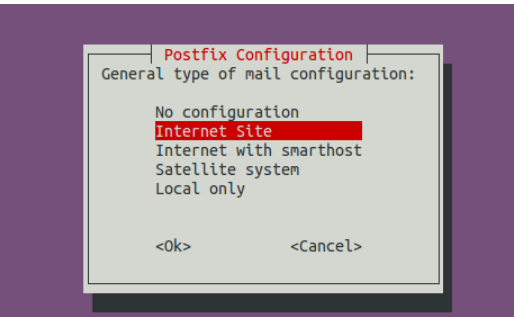 Postfix Configuration
General type of mail configuration:
No configuration
Internet Site
Internet with smarthost
Satellite system
Local only
<Ok> <Cancel>